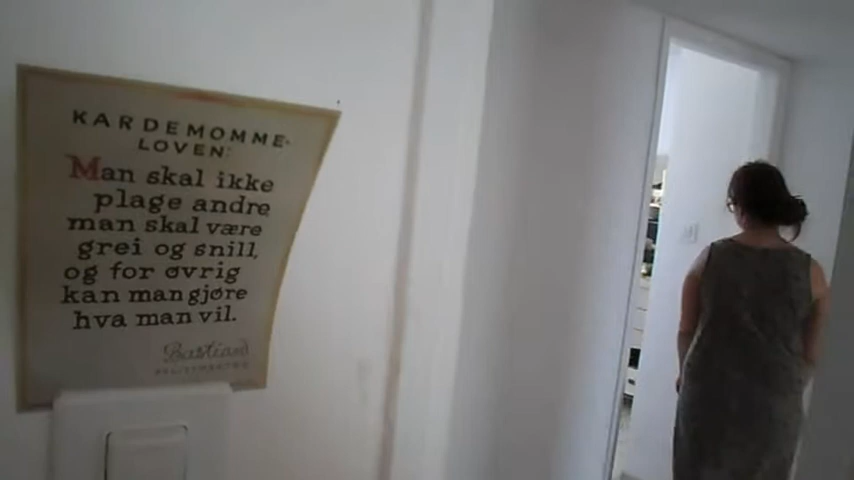 KARDEMOMME-
LOVEN:
Man skal ikke
plage andre,
man skal være
grei og snill,
og for øvrig
kan man gjøre
hva man vil.
Bastian